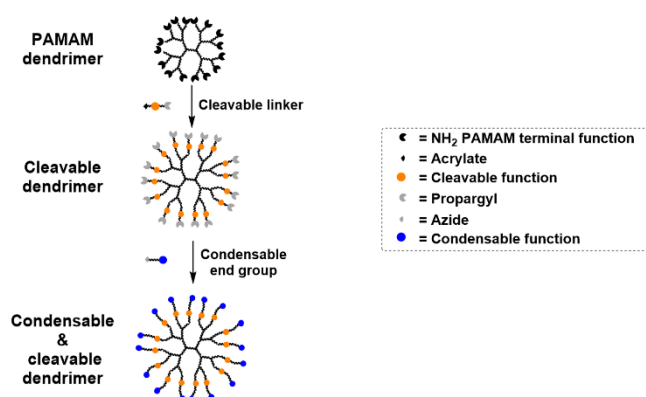 PAMAM
dendrimer
Cleavable linker
Cleavable
dendrimer
Condensable
end group
Condensable
&
cleavable
dendrimer
= NH2 PAMAM terminal function
= Acrylate
= Cleavable function
= Propargyl
= Azide
= Condensable function